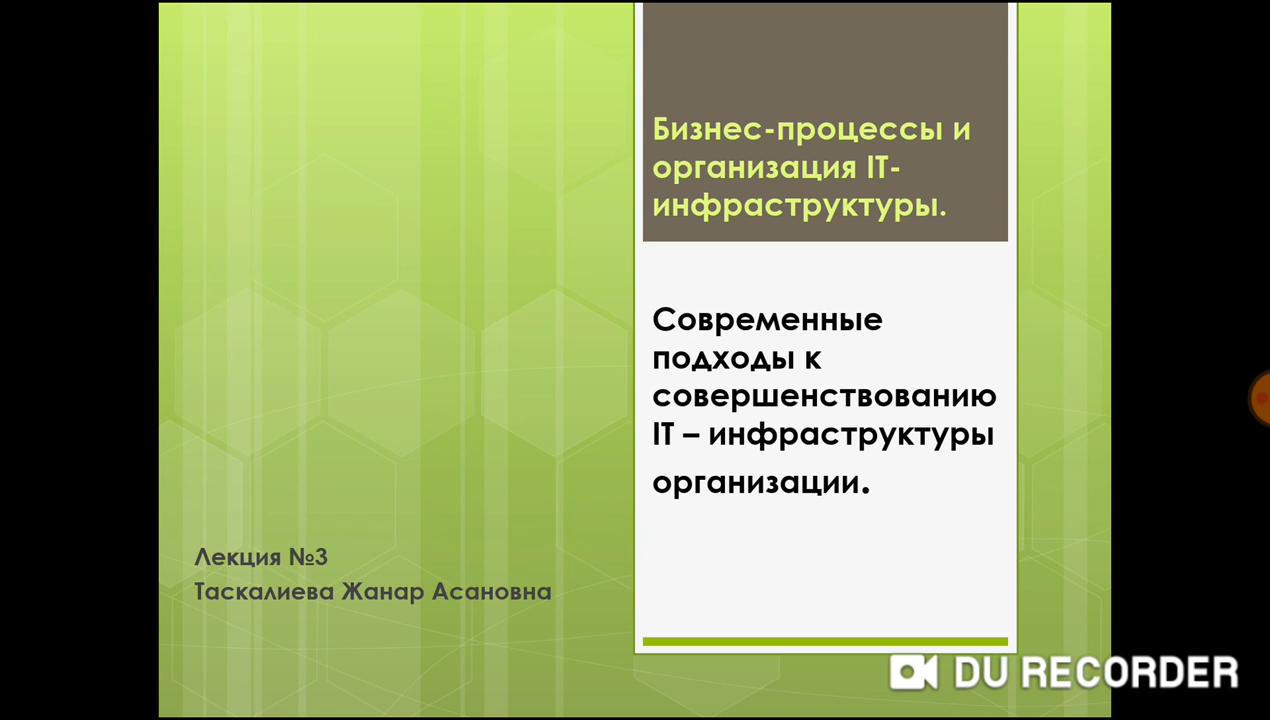 Бизнес-процессы и
организация IT-
инфраструктуры.
Современные
подходы к
совершенствованию
IT – инфраструктуры
организации.
Лекция №3
Таскалиева Жанар Асановна
DU RECORDER